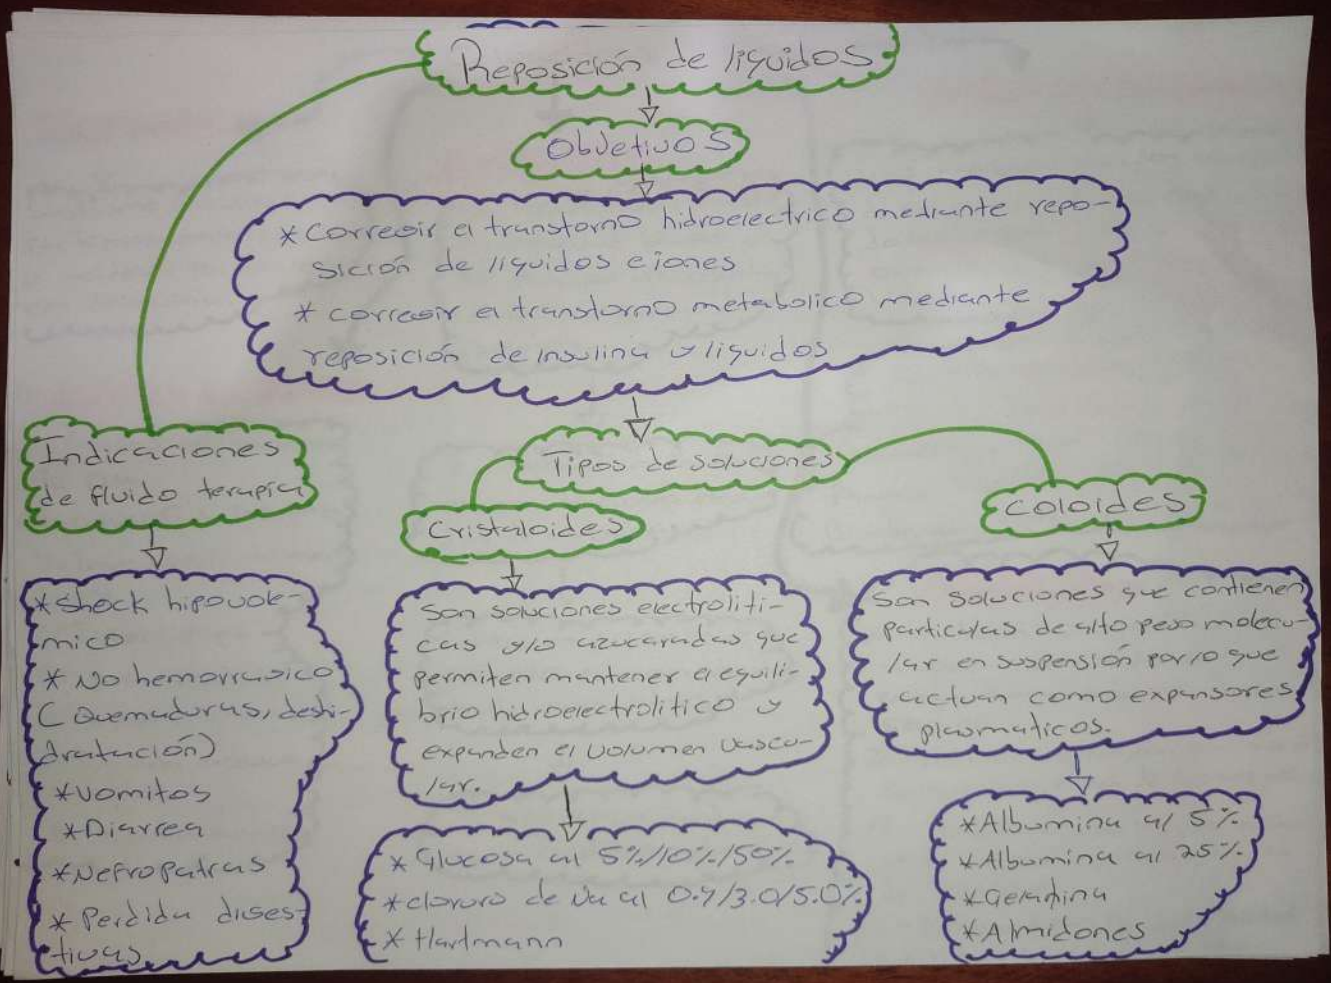 Reposición de líquidos
Objetivos
* Corregir el transtorno hidroelectrico mediante repo-
sición de liquidos e iones
* corregir el transtorno metabolico mediante
reposición de insulina y liquidos
Indicaciones
de fluido terapia
* Shock hipovole-
mico
* No hemorragico
(Quemaduras, deshi-
dratación)
* Vomitos
* Diarrea
* Nefropatias
* Perdida diges-
tivas
Tipos de soluciones
Cristaloides
Son soluciones electroliti-
cas y/o azucaradas que
permiten mantener el equili-
brio hidroelectrolitico y
expanden el volumen vascu-
lar.
* Glucosa al 5%/10%/50%
* cloruro de Na al 0.9/3.0/5.0%
* Hartmann
Coloides
Son soluciones que contienen
particulas de alto peso molecu-
lar en suspensión por lo que
actuan como expansores
plasmaticos.
* Albumina al 5%
* Albumina al 25%
* Gelatina
* Almidones